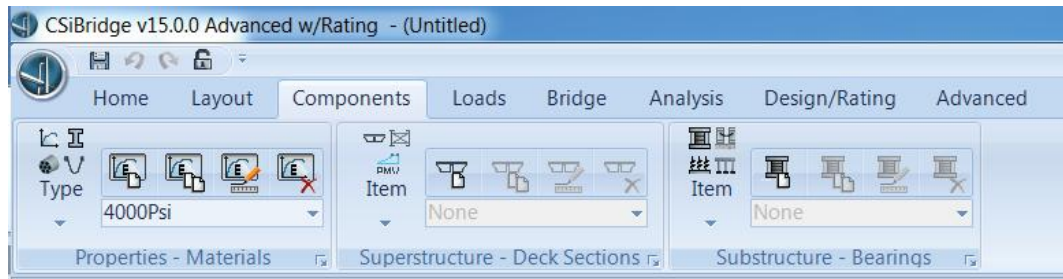 CSiBridge v15.0.0 Advanced w/Rating - (Untitled)
Home Layout Components Loads Bridge Analysis Design/Rating Advanced
E E E E
PMV
Type Item Item
4000Psi None None
Properties - Materials Superstructure - Deck Sections Substructure - Bearings